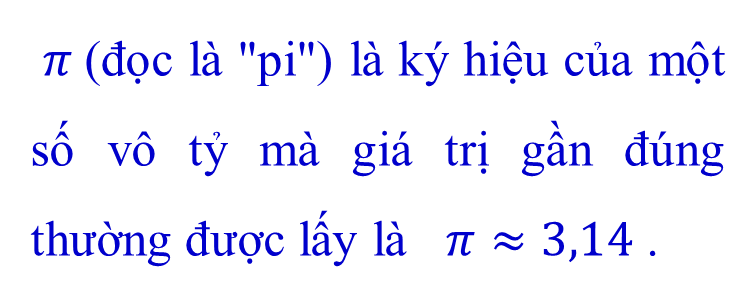 π (đọc là "pi") là ký hiệu của một
số vô tỷ mà giá trị gần đúng
thường được lấy là π ≈ 3,14 .